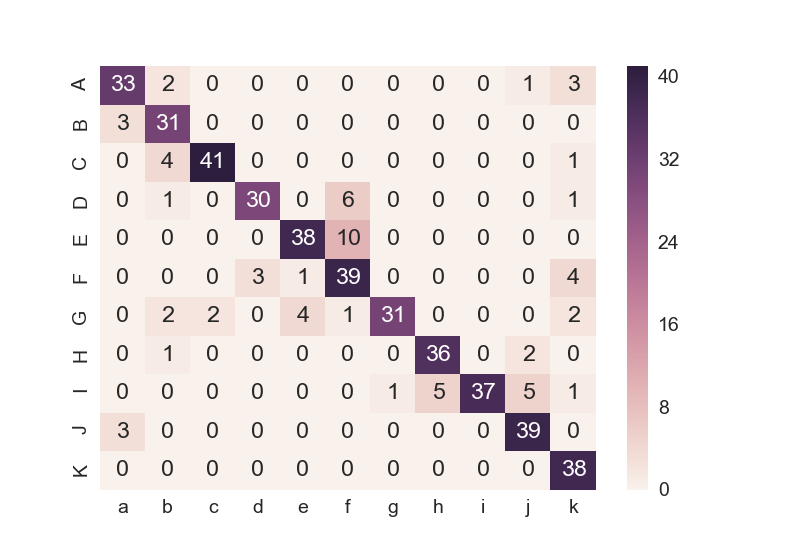 A 33 2 0 0 0 0 0 0 0 1 3
B 3 31 0 0 0 0 0 0 0 0 0
C 0 4 41 0 0 0 0 0 0 0 1
D 0 1 0 30 0 6 0 0 0 0 1
E 0 0 0 0 38 10 0 0 0 0 0
F 0 0 0 3 1 39 0 0 0 0 4
G 0 2 2 0 4 1 31 0 0 0 2
H 0 1 0 0 0 0 0 36 0 2 0
I 0 0 0 0 0 0 1 5 37 5 1
J 3 0 0 0 0 0 0 0 0 39 0
K 0 0 0 0 0 0 0 0 0 0 38
a b c d e f g h i j k
40
32
24
16
8
0